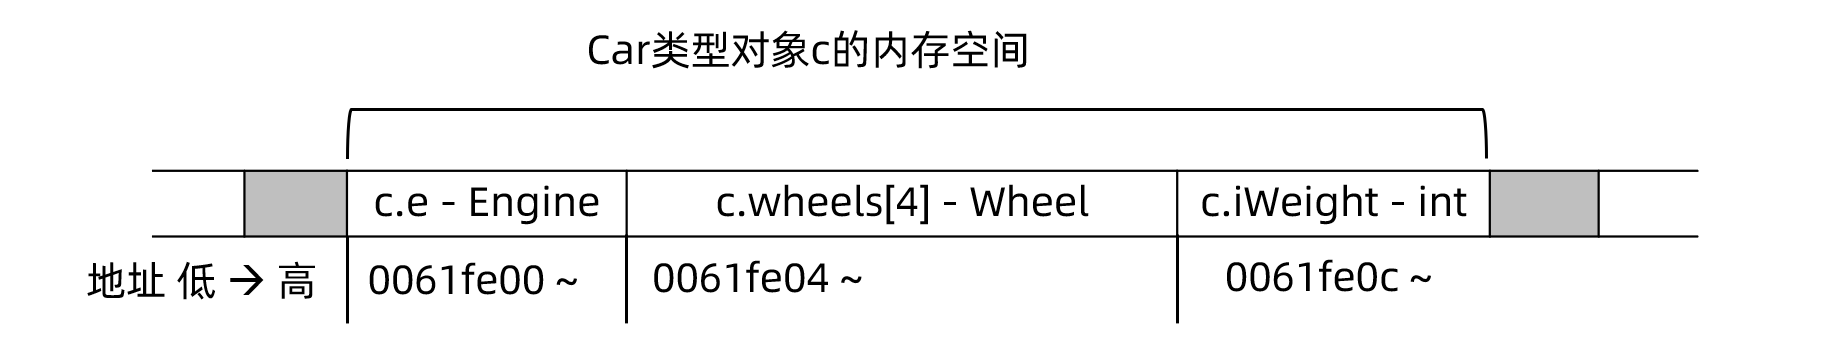 Car类型对象c的内存空间
c.e - Engine c.wheels[4] - Wheel c.iWeight - int
地址 低 → 高 0061fe00 ~ 0061fe04 ~ 0061fe0c ~